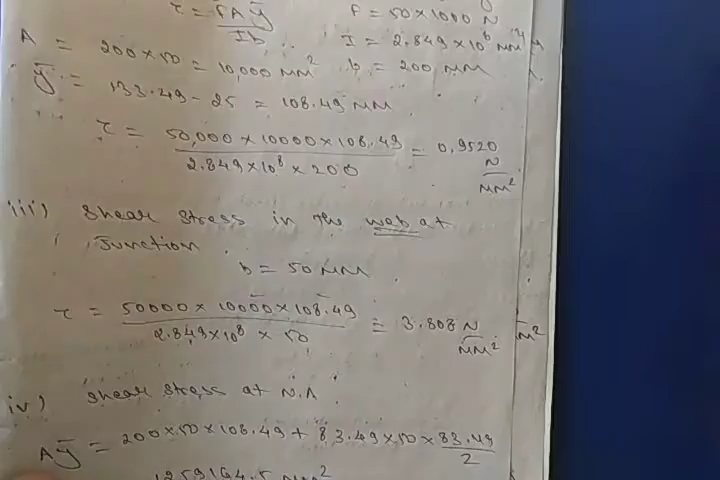 τ = FAȳ / Ib F = 50×1000 N
A = 200×50 = 10,000 MM² I = 2.849×10⁶ MM⁴
b = 200 MM
ȳ = 133.49 - 25 = 108.49 MM.
τ = 50,000 × 10000 × 108.49 / 2.849×10⁸ × 200 = 0.9520 N/MM²
iii) Shear stress in the web at
Junction.
b = 50 MM
τ = 50000 × 10000 × 108.49 / 2.849×10⁸ × 50 = 3.808 N/MM²
iv) Shear stress at N.A.
Aȳ = 200×50×108.49 + 83.49×50×83.49/2